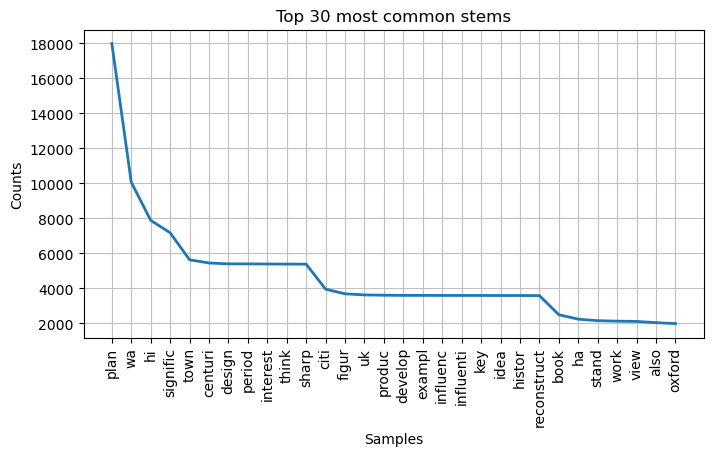 Top 30 most common stems
18000
16000
14000
12000
10000
8000
6000
4000
2000
Counts
plan
wa
hi
signific
town
centuri
design
period
interest
think
sharp
citi
figur
uk
produc
develop
exampl
influenc
influenti
key
idea
histor
reconstruct
book
ha
stand
work
view
also
oxford
Samples